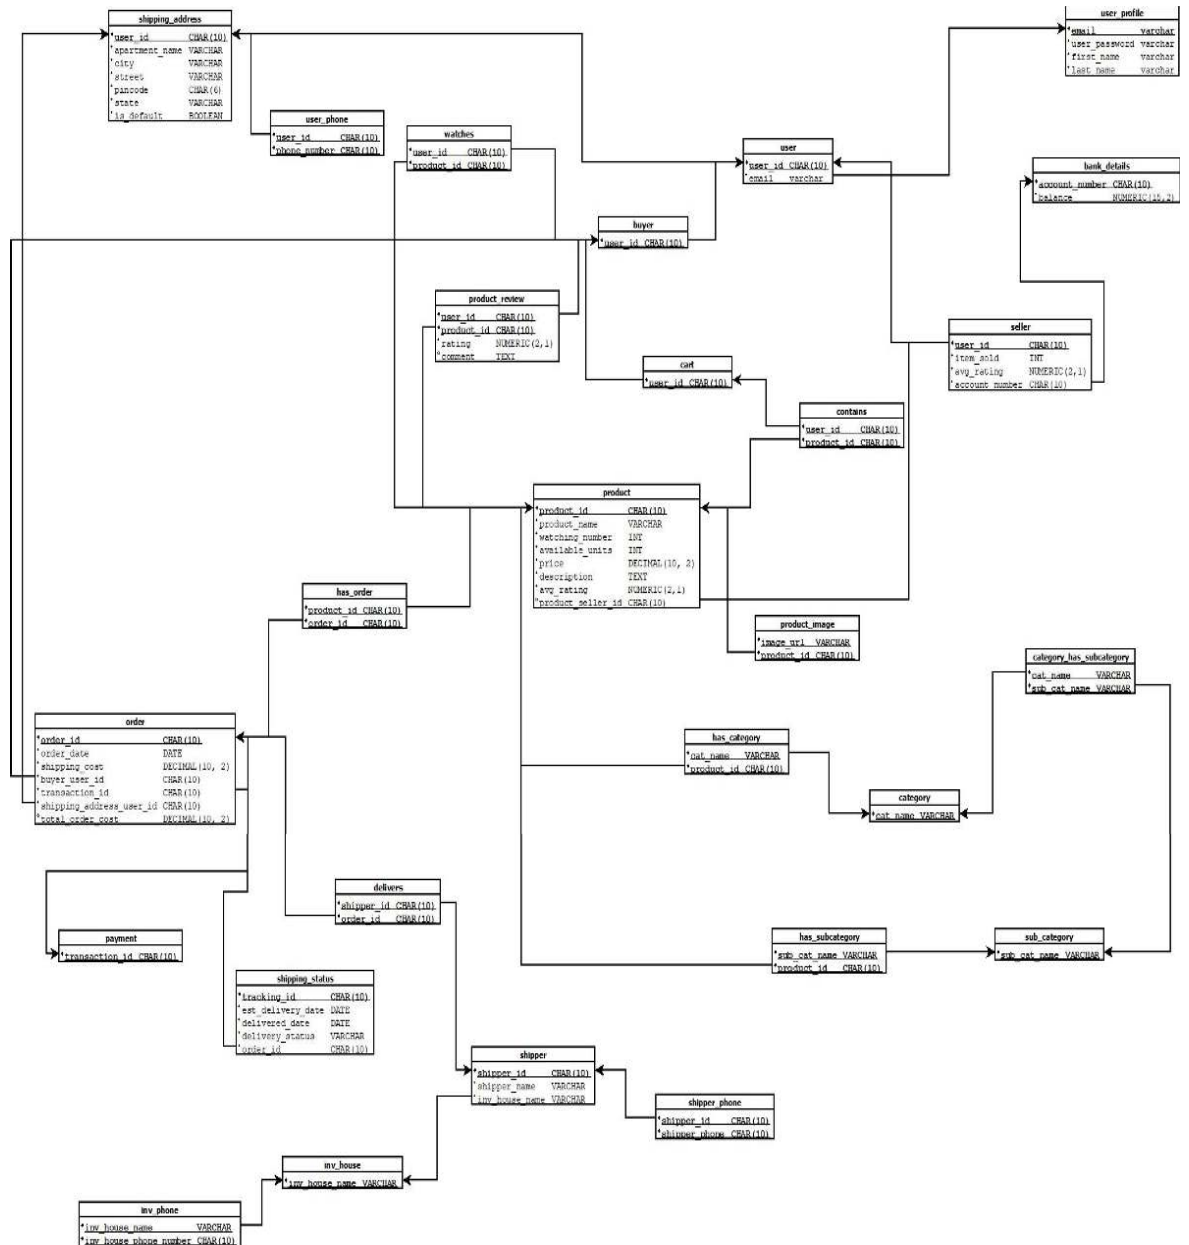 shipping_address
*user_id CHAR(10)
*apartment_name VARCHAR
*city VARCHAR
*street VARCHAR
*pincode CHAR(6)
*state VARCHAR
*is_default BOOLEAN
user_profile
*email varchar
*user_password varchar
*first_name varchar
*last_name varchar
user_phone
*user_id CHAR(10)
*phone_number CHAR(10)
watches
*user_id CHAR(10)
*product_id CHAR(10)
user
*user_id CHAR(10)
*email varchar
bank_details
*account_number CHAR(10)
*balance NUMERIC(15,2)
buyer
*user_id CHAR(10)
product_review
*user_id CHAR(10)
*product_id CHAR(10)
*rating NUMERIC(2,1)
°comment TEXT
seller
*user_id CHAR(10)
*item_sold INT
*avg_rating NUMERIC(2,1)
*account_number CHAR(10)
cart
*user_id CHAR(10)
contains
*user_id CHAR(10)
*product_id CHAR(10)
product
*product_id CHAR(10)
*product_name VARCHAR
*watching_number INT
*available_units INT
*price DECIMAL(10, 2)
*description TEXT
*avg_rating NUMERIC(2,1)
°product_seller_id CHAR(10)
has_order
*product_id CHAR(10)
*order_id CHAR(10)
product_image
*image_url VARCHAR
*product_id CHAR(10)
category_has_subcategory
*cat_name VARCHAR
*sub_cat_name VARCHAR
order
*order_id CHAR(10)
*order_date DATE
*shipping_cost DECIMAL(10, 2)
*buyer_user_id CHAR(10)
*transaction_id CHAR(10)
*shipping_address_user_id CHAR(10)
*total_order_cost DECIMAL(10, 2)
has_category
*cat_name VARCHAR
*product_id CHAR(10)
category
*cat_name VARCHAR
delivers
*shipper_id CHAR(10)
*order_id CHAR(10)
payment
*transaction_id CHAR(10)
has_subcategory
*sub_cat_name VARCHAR
*product_id CHAR(10)
sub_category
*sub_cat_name VARCHAR
shipping_status
*tracking_id CHAR(10)
*est_delivery_date DATE
*delivered_date DATE
*delivery_status VARCHAR
*order_id CHAR(10)
shipper
*shipper_id CHAR(10)
*shipper_name VARCHAR
*inv_house_name VARCHAR
shipper_phone
*shipper_id CHAR(10)
*shipper_phone CHAR(10)
inv_house
*inv_house_name VARCHAR
inv_phone
*inv_house_name VARCHAR
*inv_house_phone_number CHAR(10)